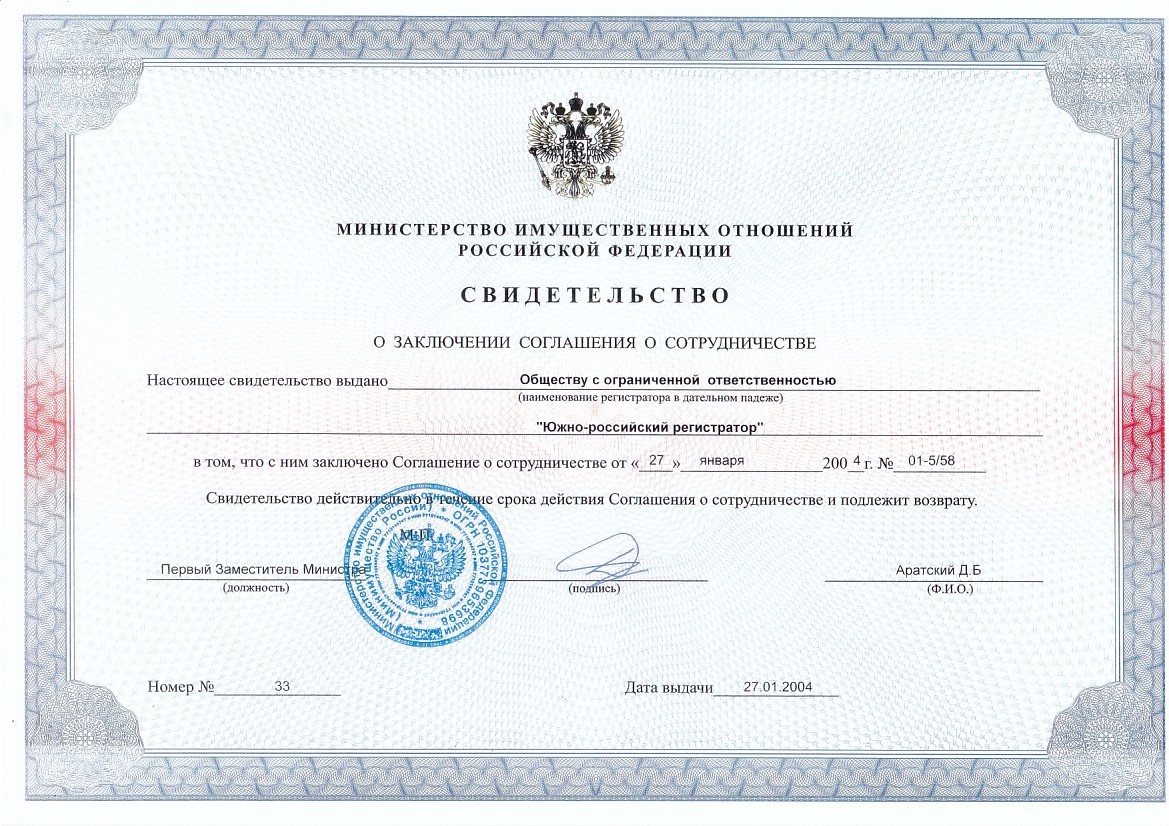 МИНИСТЕРСТВО ИМУЩЕСТВЕННЫХ ОТНОШЕНИЙ
РОССИЙСКОЙ ФЕДЕРАЦИИ
СВИДЕТЕЛЬСТВО
О ЗАКЛЮЧЕНИИ СОГЛАШЕНИЯ О СОТРУДНИЧЕСТВЕ
Настоящее свидетельство выдано Обществу с ограниченной ответственностью
(наименование регистратора в дательном падеже)
"Южно-российский регистратор"
в том, что с ним заключено Соглашение о сотрудничестве от « 27 » января 200 4 г. № 01-5/58
Свидетельство действительно в течение срока действия Соглашения о сотрудничестве и подлежит возврату.
М.П.
Министерство имущественных отношений Российской Федерации
(Минимущество России) * ОГРН 1037739653698
Первый Заместитель Министра Аратский Д.Б
(должность) (подпись) (Ф.И.О.)
Номер № 33 Дата выдачи 27.01.2004